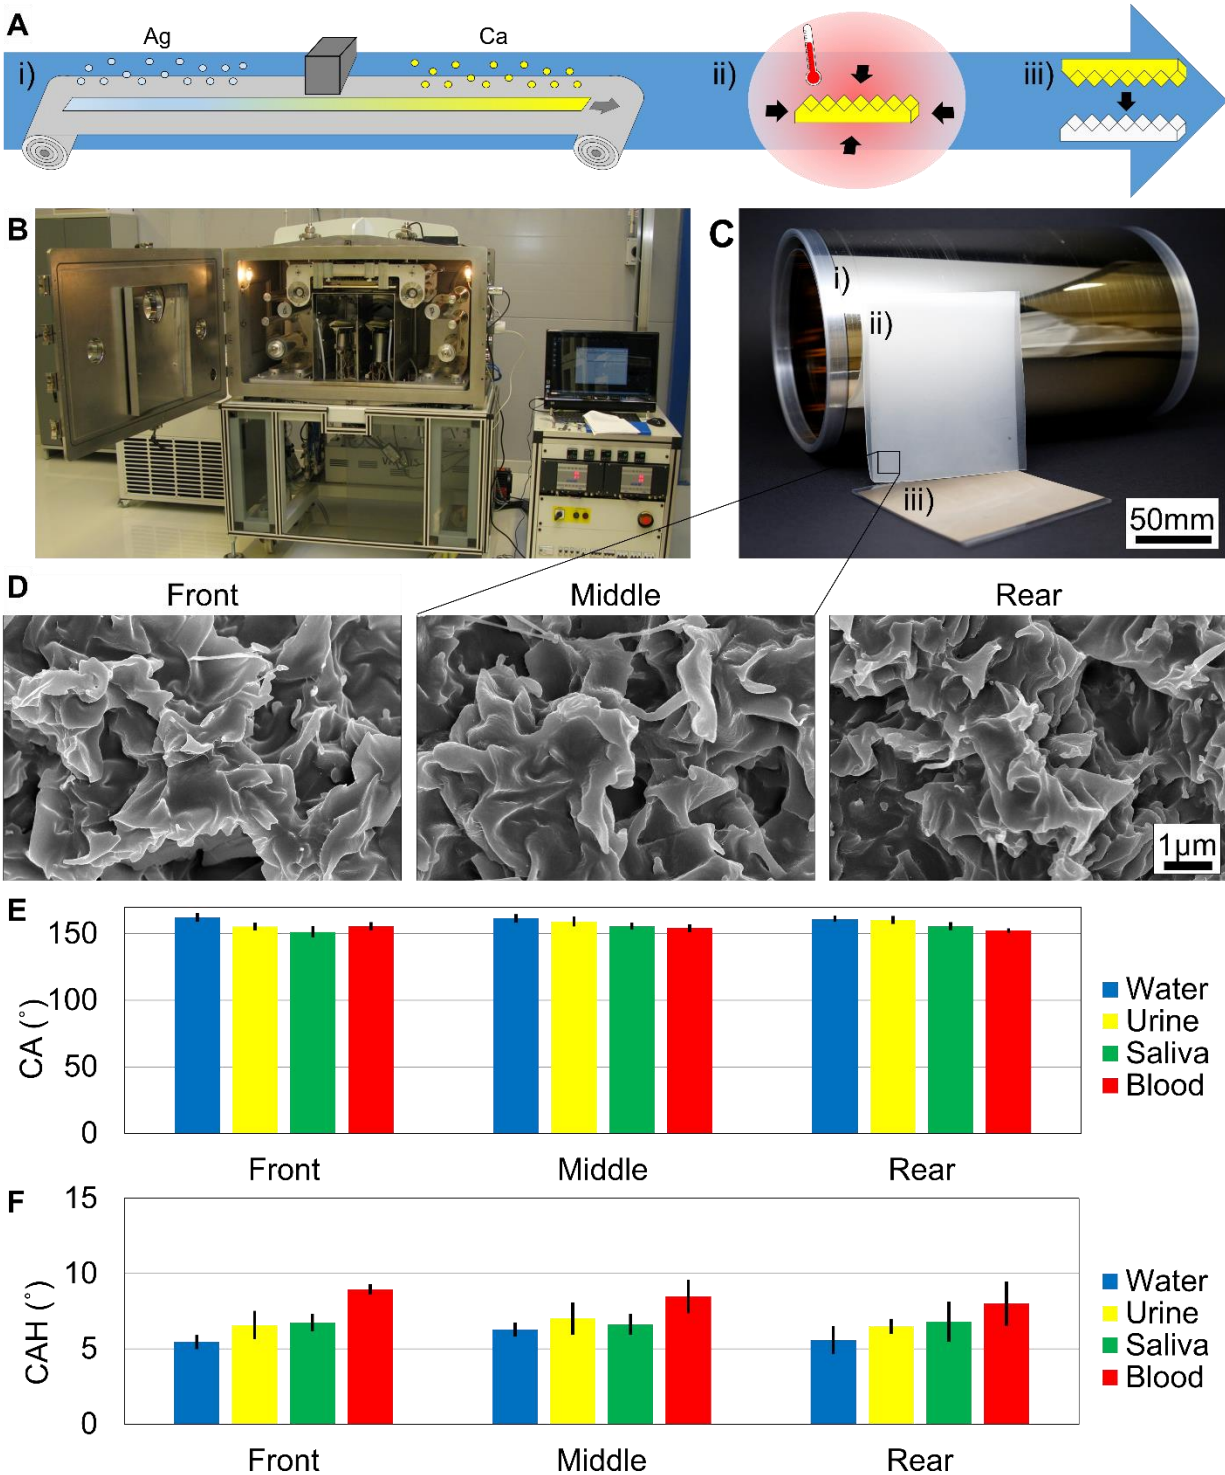 A
Ag
Ca
i)
ii)
iii)
B
C
i)
ii)
iii)
50mm
D
Front
Middle
Rear
1µm
E
CA (°)
150
100
50
0
Front
Middle
Rear
Water
Urine
Saliva
Blood
F
CAH (°)
15
10
5
0
Front
Middle
Rear
Water
Urine
Saliva
Blood